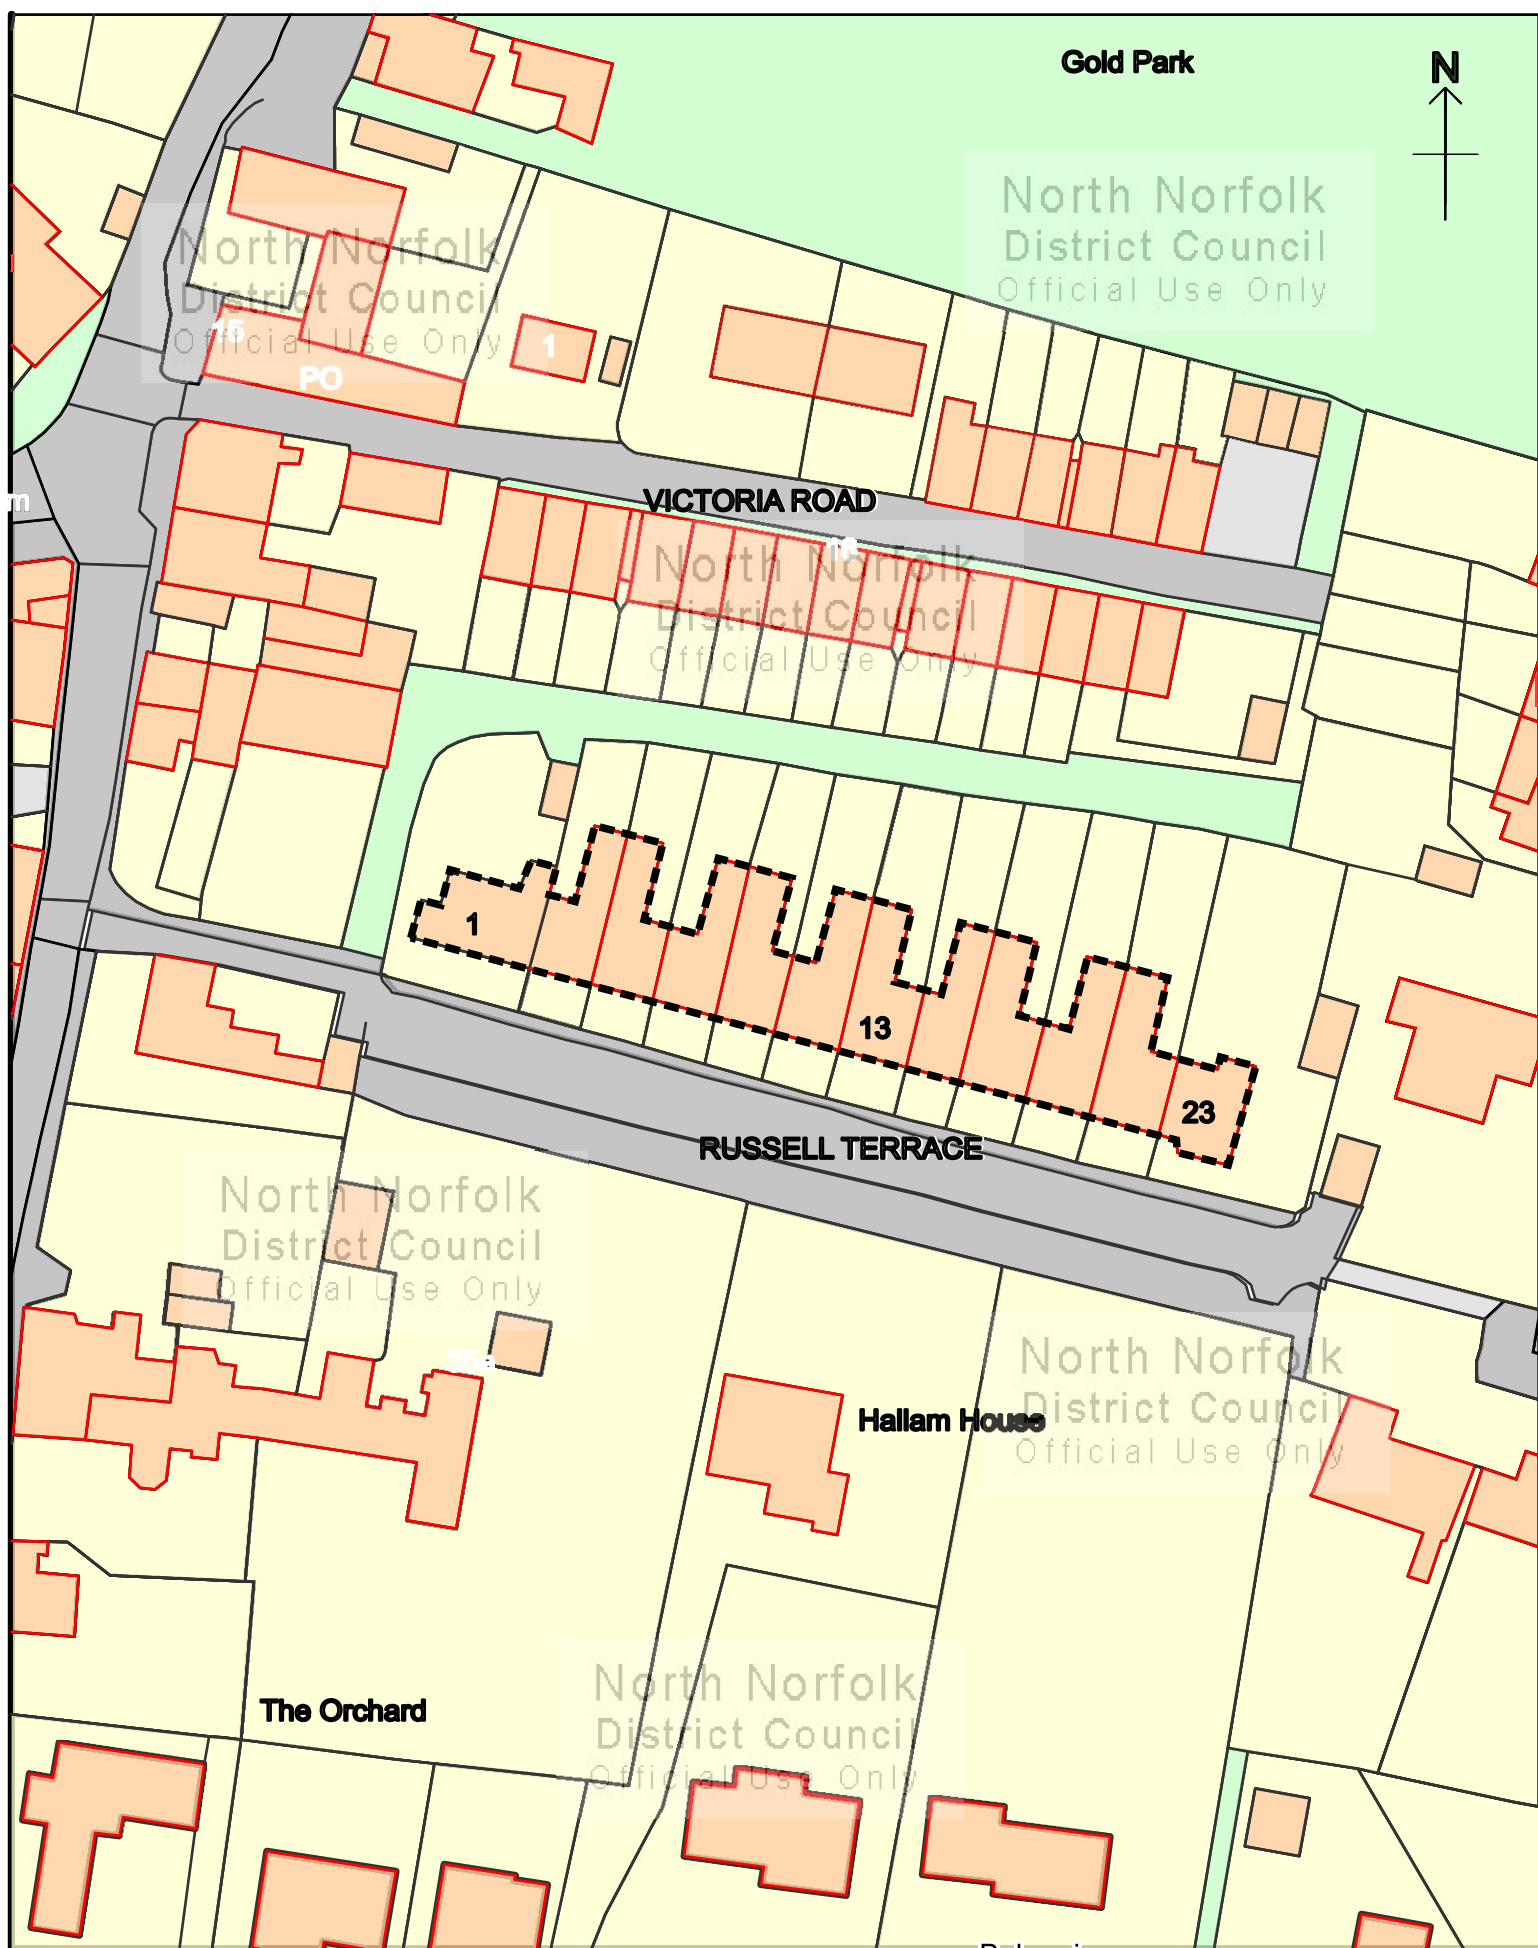 Gold Park
N
North Norfolk
District Council
Official Use Only
North Norfolk
District Council
Official Use Only
15
PO
1
m
VICTORIA ROAD
16
North Norfolk
District Council
Official Use Only
1
13
23
RUSSELL TERRACE
North Norfolk
District Council
Official Use Only
35a
North Norfolk
District Council
Official Use Only
Hallam House
North Norfolk
District Council
Official Use Only
The Orchard